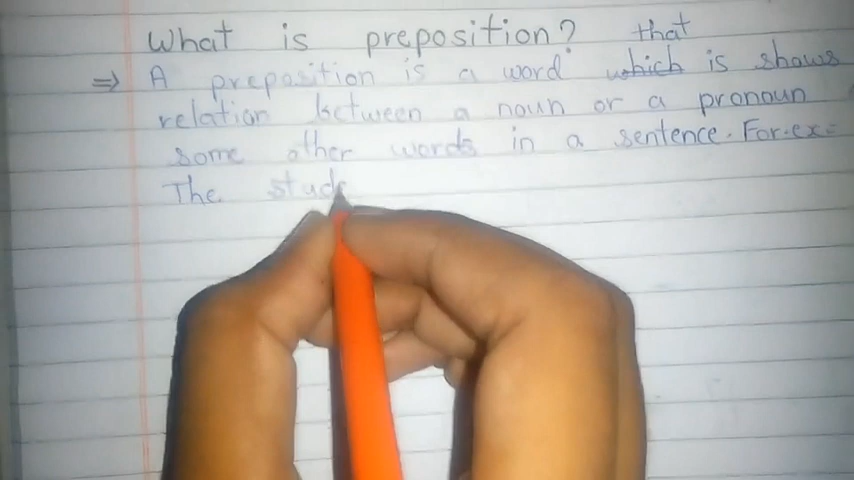 What is preposition?
that
⇒ A preposition is a word which is shows
relation between a noun or a pronoun
some other words in a sentence. For.ex:
The stude